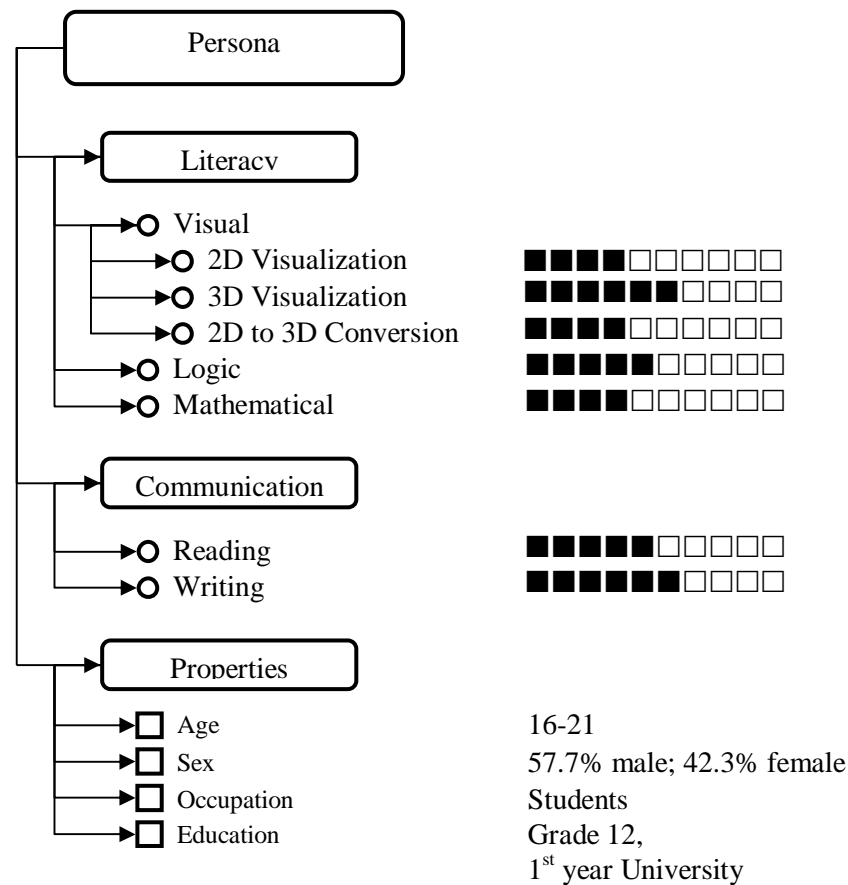 Persona
Literacy
Visual
2D Visualization ■■■■□□□□□□
3D Visualization ■■■■■■□□□□
2D to 3D Conversion ■■■■□□□□□□
Logic ■■■■■□□□□□
Mathematical ■■■■□□□□□□
Communication
Reading ■■■■■□□□□□
Writing ■■■■■■□□□□
Properties
Age 16-21
Sex 57.7% male; 42.3% female
Occupation Students
Education Grade 12,
1st year University